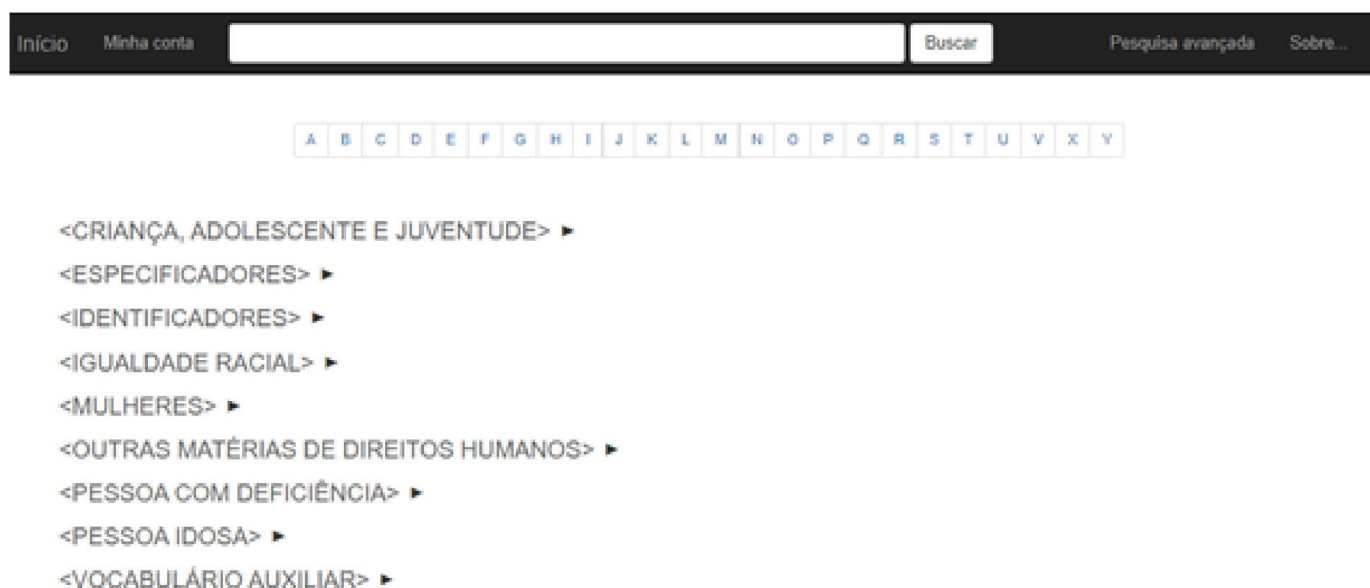 Início Minha conta Buscar Pesquisa avançada Sobre...
A B C D E F G H I J K L M N O P Q R S T U V X Y
<CRIANÇA, ADOLESCENTE E JUVENTUDE> ►
<ESPECIFICADORES> ►
<IDENTIFICADORES> ►
<IGUALDADE RACIAL> ►
<MULHERES> ►
<OUTRAS MATÉRIAS DE DIREITOS HUMANOS> ►
<PESSOA COM DEFICIÊNCIA> ►
<PESSOA IDOSA> ►
<VOCABULÁRIO AUXILIAR> ►